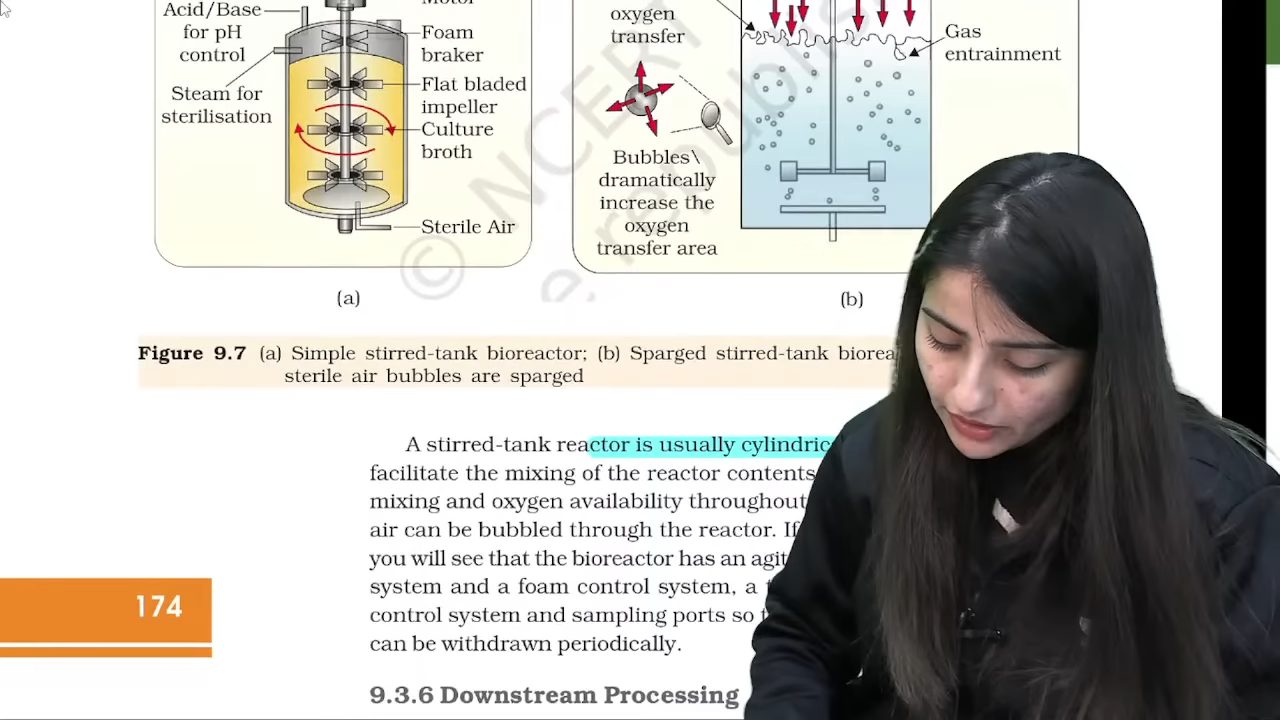 Acid/Base
for pH
control
Steam for
sterilisation
Motor
Foam
braker
Flat bladed
impeller
Culture
broth
Sterile Air
(a)
oxygen
transfer
Gas
entrainment
Bubbles\
dramatically
increase the
oxygen
transfer area
(b)
© NCERT
Figure 9.7 (a) Simple stirred-tank bioreactor; (b) Sparged stirred-tank
sterile air bubbles are sparged
A stirred-tank reactor is usually
facilitate the mixing of the reactor contents
mixing and oxygen availability throughout
air can be bubbled through the reactor. If
you will see that the bioreactor has an
system and a foam control system, a
control system and sampling ports so
can be withdrawn periodically.
174
9.3.6 Downstream Processing